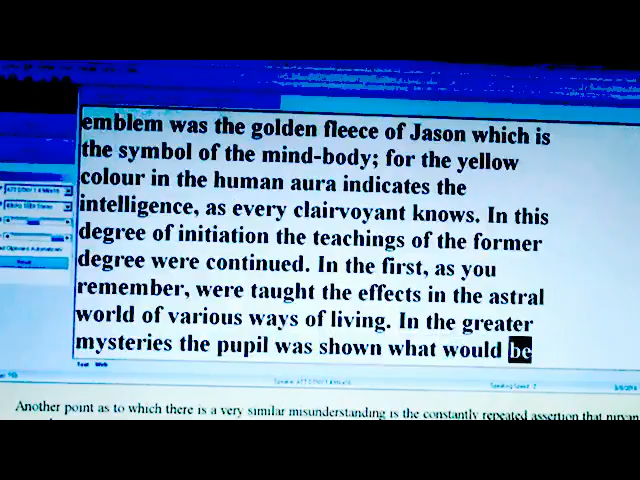 emblem was the golden fleece of Jason which is
the symbol of the mind-body; for the yellow
colour in the human aura indicates the
intelligence, as every clairvoyant knows. In this
degree of initiation the teachings of the former
degree were continued. In the first, as you
remember, were taught the effects in the astral
world of various ways of living. In the greater
mysteries the pupil was shown what would be
Text Web
Speaking Speed
Another point as to which there is a very similar misunderstanding is the constantly repeated assertion that